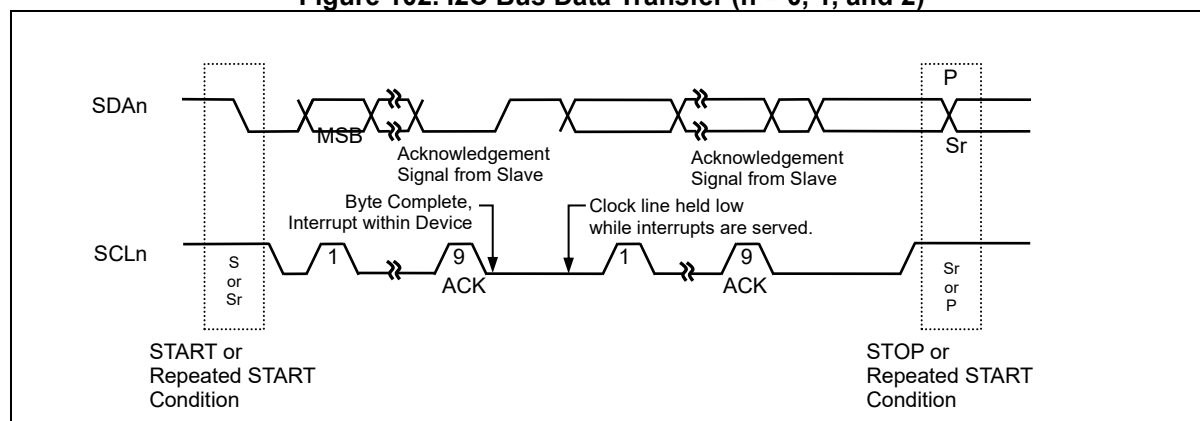 Figure 102. I2C Bus Data Transfer (n = 0, 1, and 2)
P
SDAn
MSB
Sr
Acknowledgement
Signal from Slave
Acknowledgement
Signal from Slave
Byte Complete,
Interrupt within Device
Clock line held low
while interrupts are served.
SCLn
S
or
Sr
1
9
ACK
1
9
ACK
Sr
or
P
START or
Repeated START
Condition
STOP or
Repeated START
Condition